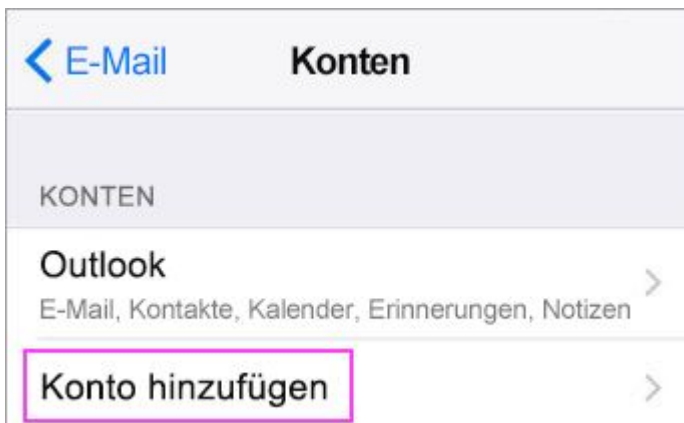 E-Mail Konten
KONTEN
Outlook
E-Mail, Kontakte, Kalender, Erinnerungen, Notizen
Konto hinzufügen